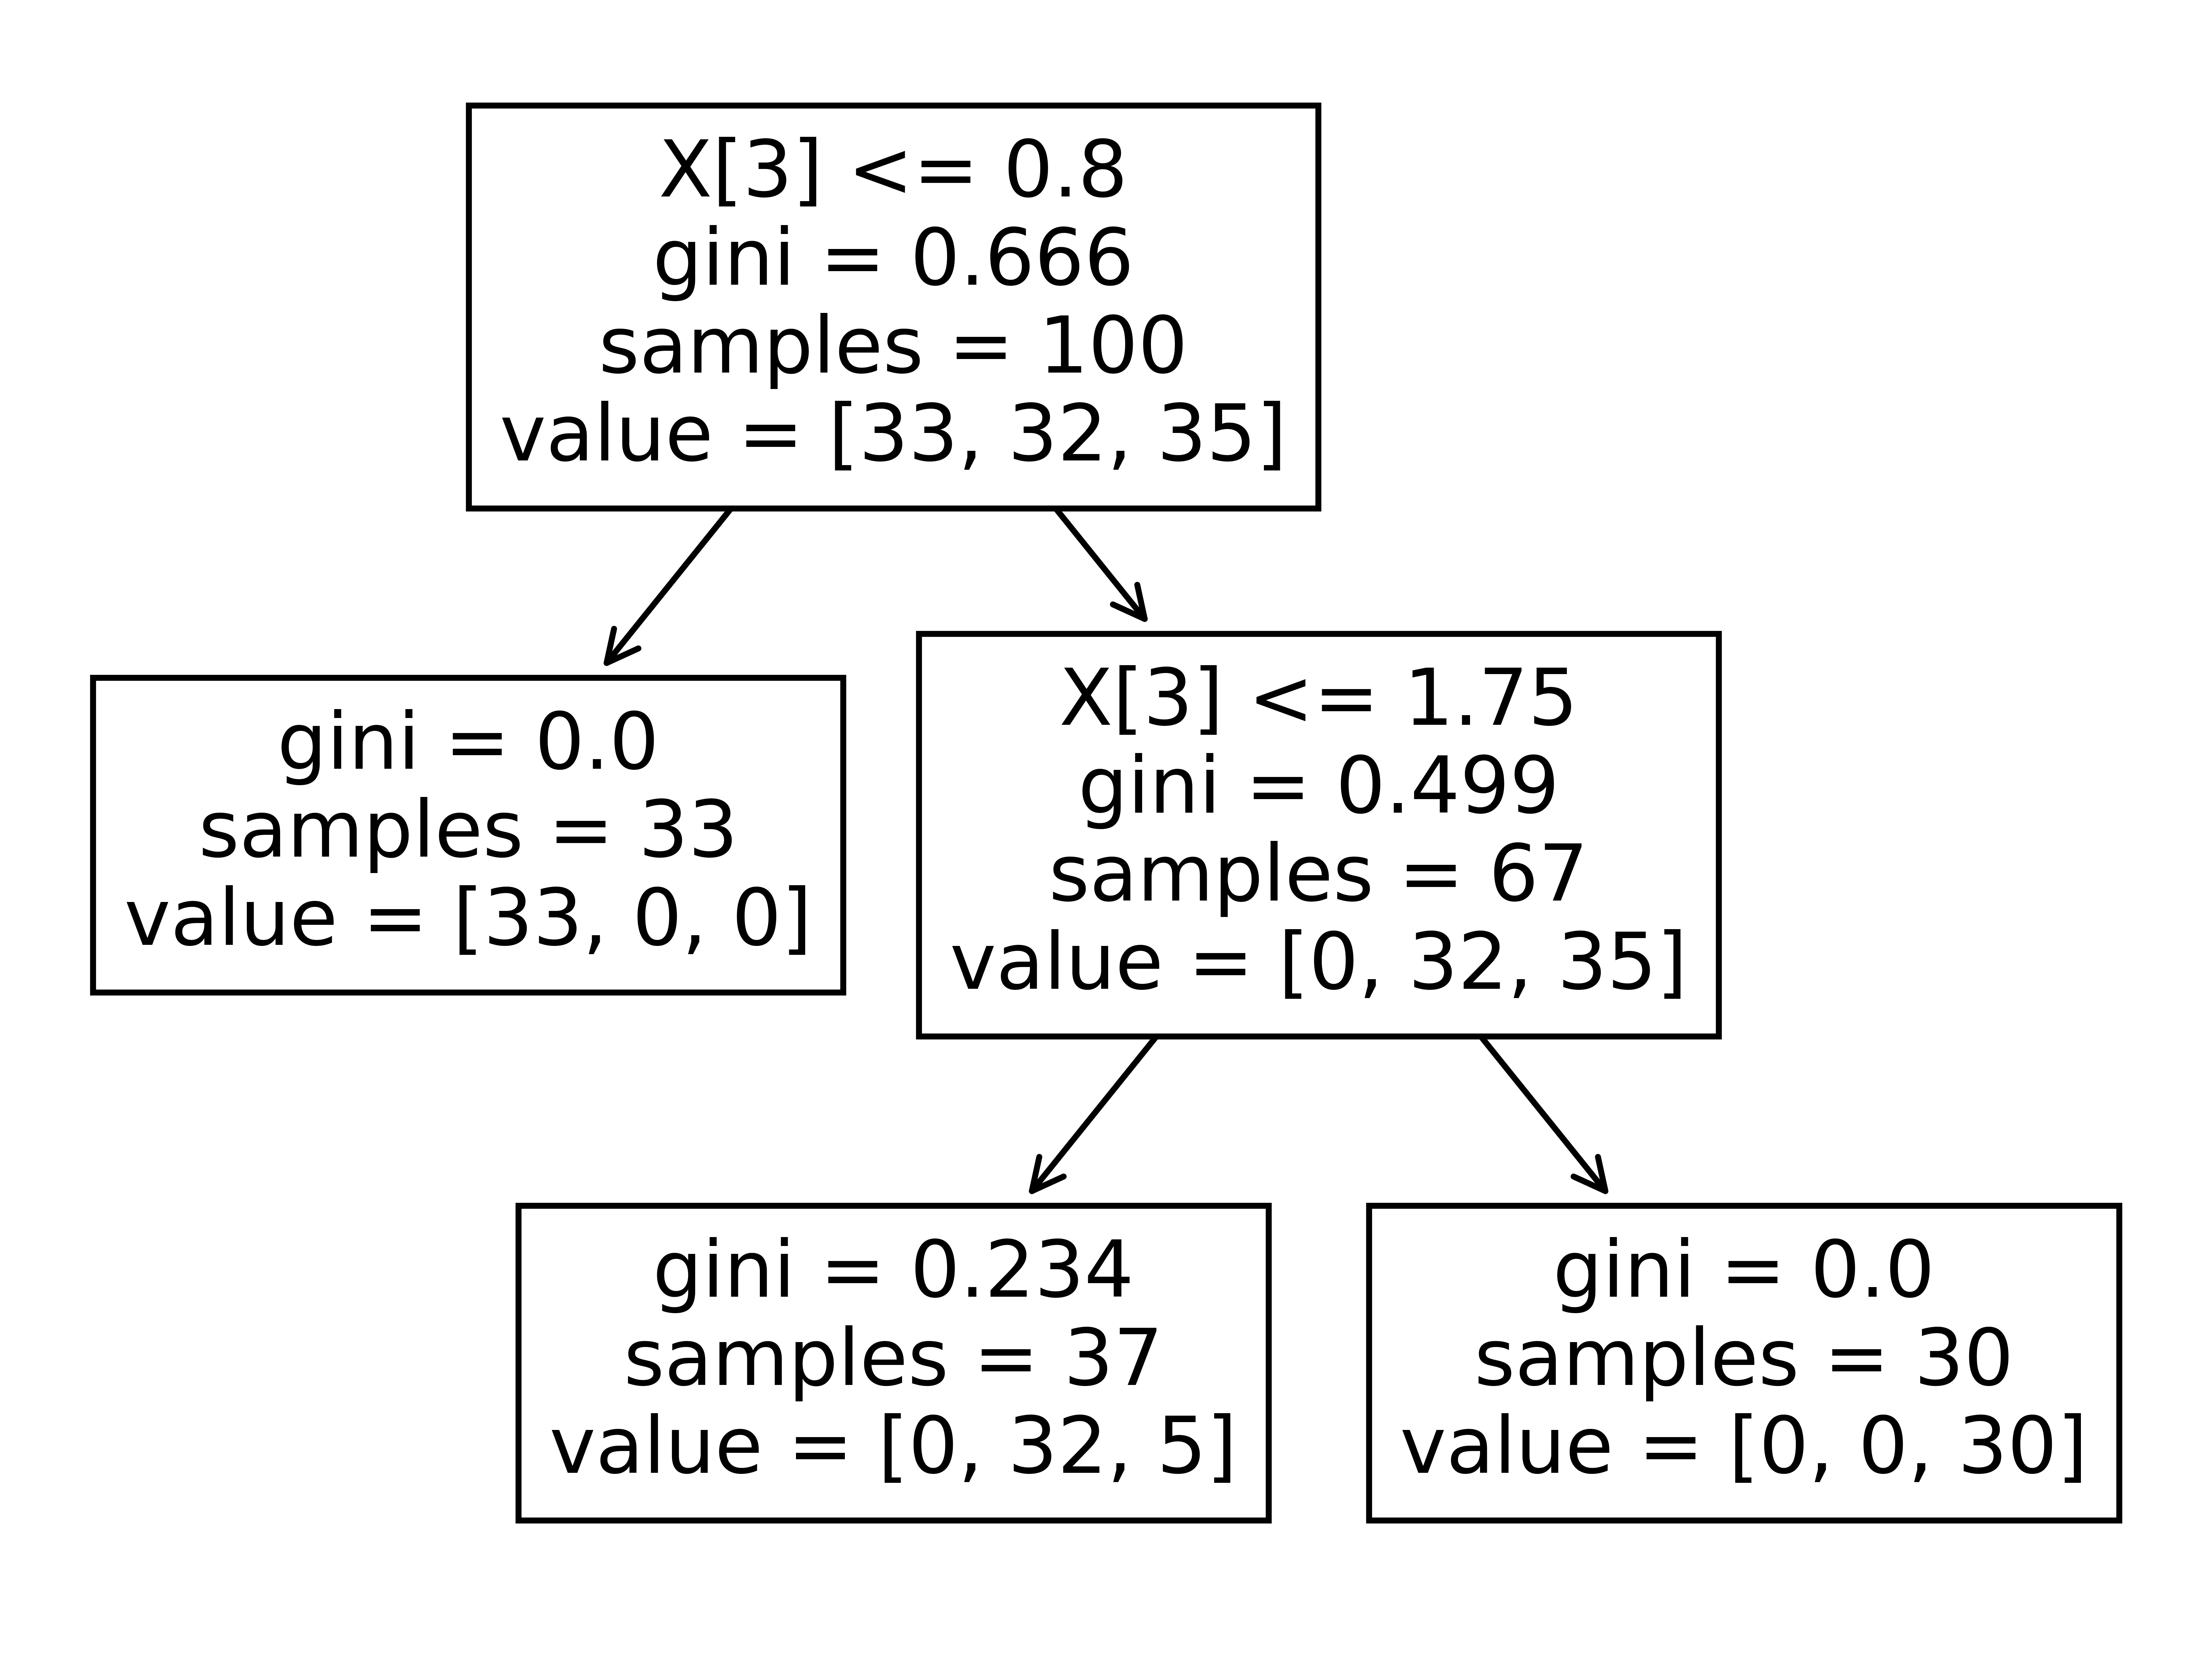 X[3] <= 0.8
gini = 0.666
samples = 100
value = [33, 32, 35]
gini = 0.0
samples = 33
value = [33, 0, 0]
X[3] <= 1.75
gini = 0.499
samples = 67
value = [0, 32, 35]
gini = 0.234
samples = 37
value = [0, 32, 5]
gini = 0.0
samples = 30
value = [0, 0, 30]